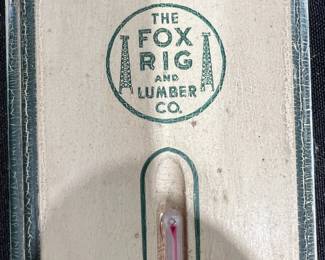 THE
FOX
RIG
AND
LUMBER
CO.